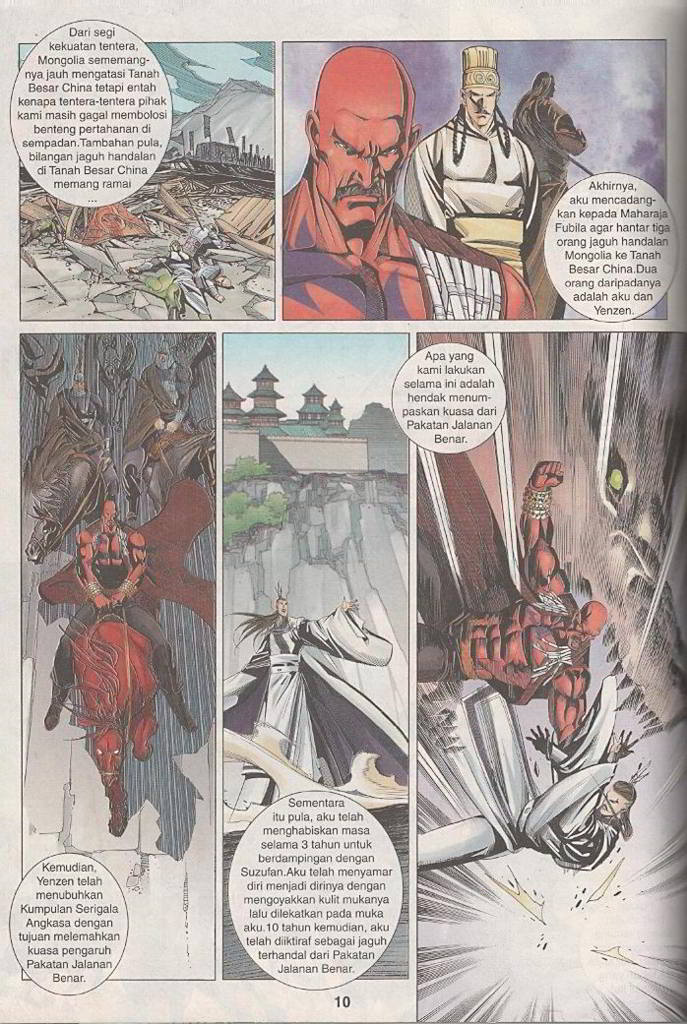 Dari segi
kekuatan tentera,
Mongolia sememang-
nya jauh mengatasi Tanah
Besar China tetapi entah
kenapa tentera-tentera pihak
kami masih gagal membolosi
benteng pertahanan di
sempadan.Tambahan pula,
bilangan jaguh handalan
di Tanah Besar China
memang ramai
...
Akhirnya,
aku mencadang-
kan kepada Maharaja
Fubila agar hantar tiga
orang jaguh handalan
Mongolia ke Tanah
Besar China.Dua
orang daripadanya
adalah aku dan
Yenzen.
Kemudian,
Yenzen telah
menubuhkan
Kumpulan Serigala
Angkasa dengan
tujuan melemahkan
kuasa pengaruh
Pakatan Jalanan
Benar.
Sementara
itu pula, aku telah
menghabiskan masa
selama 3 tahun untuk
berdampingan dengan
Suzufan.Aku telah menyamar
diri menjadi dirinya dengan
mengoyakkan kulit mukanya
lalu dilekatkan pada muka
aku.10 tahun kemudian, aku
telah diiktiraf sebagai jaguh
terhandal dari Pakatan
Jalanan Benar.
Apa yang
kami lakukan
selama ini adalah
hendak menum-
paskan kuasa dari
Pakatan Jalanan
Benar.
10